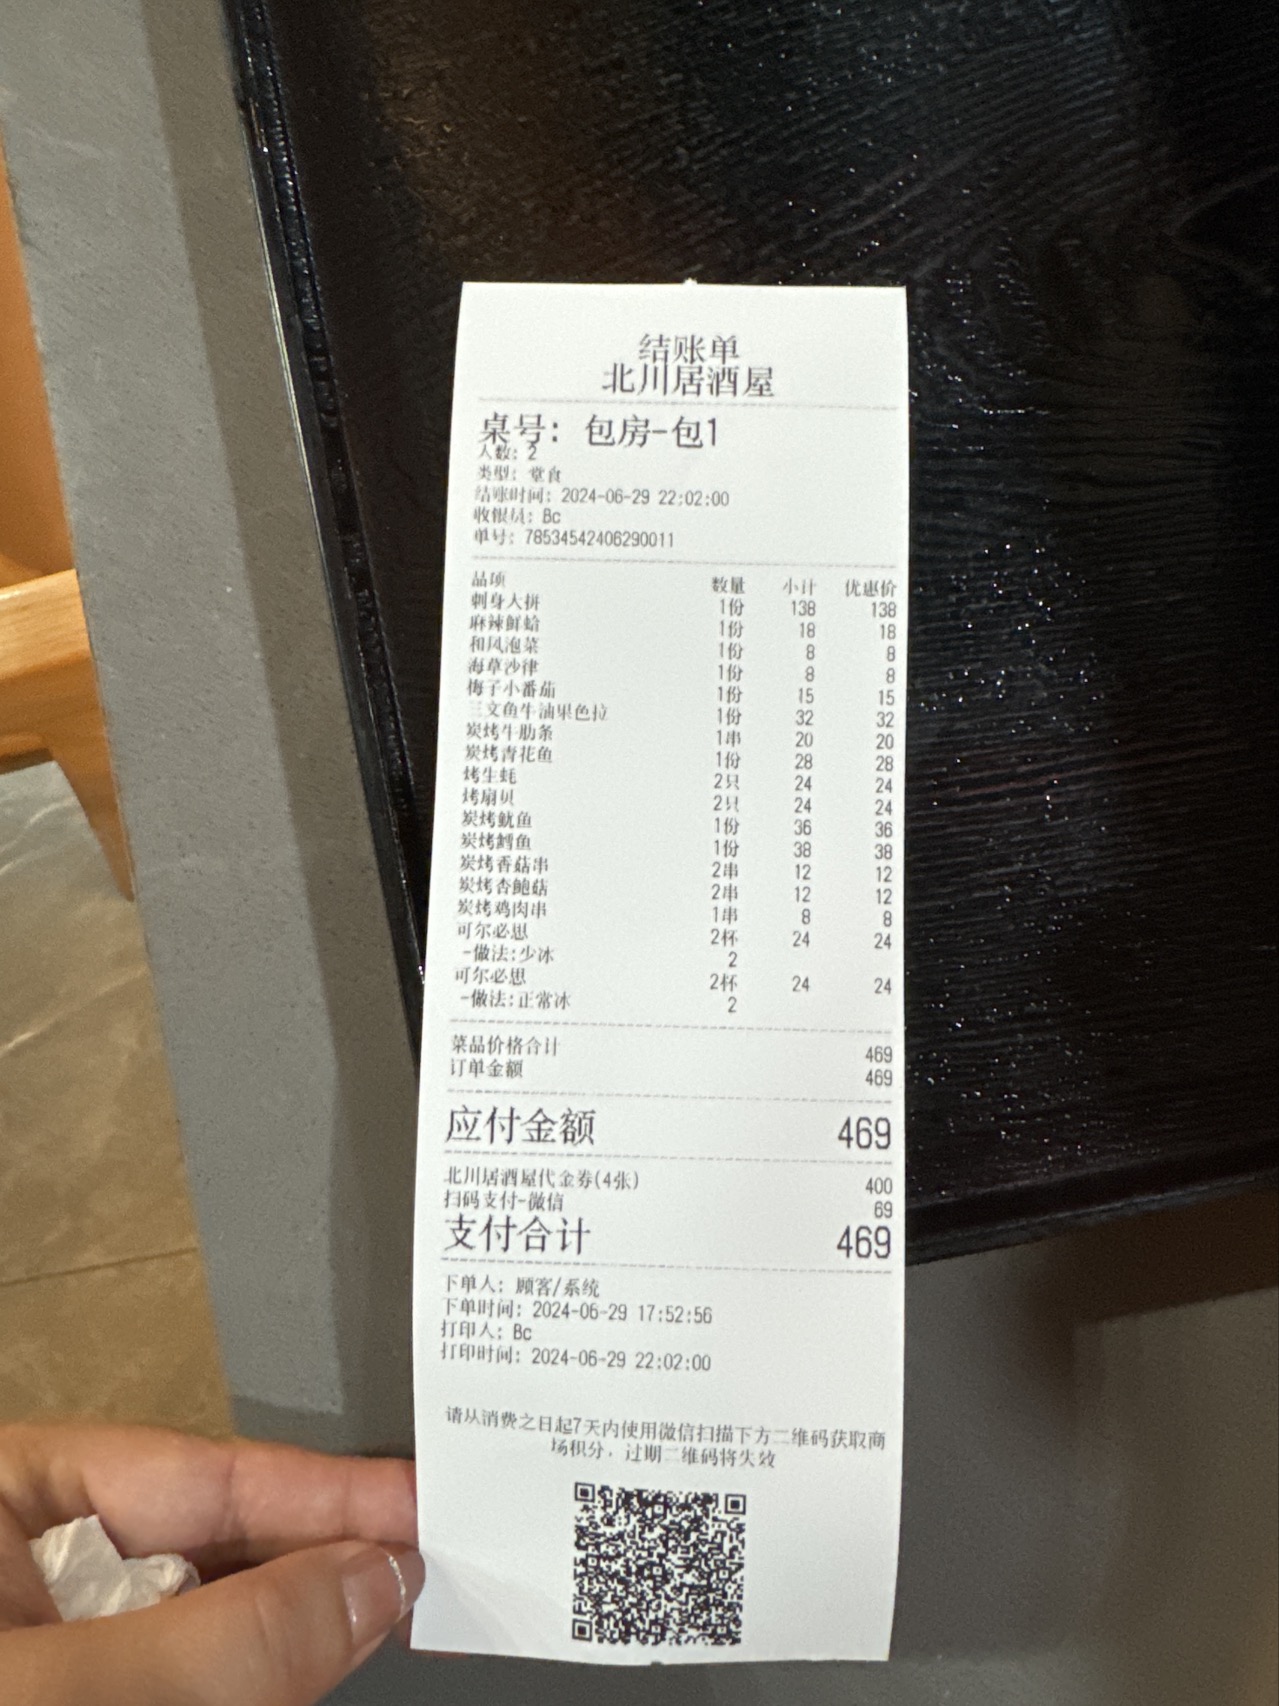 结账单
北川居酒屋
桌号: 包房-包1
人数: 2
类型: 堂食
结账时间: 2024-06-29 22:02:00
收银员: Bc
单号: 78534542406290011
品项 数量 小计 优惠价
刺身大拼 1份 138 138
麻辣鲜蛤 1份 18 18
和风泡菜 1份 8 8
海草沙律 1份 8 8
梅子小番茄 1份 15 15
三文鱼牛油果色拉 1份 32 32
炭烤牛肋条 1串 20 20
炭烤青花鱼 1份 28 28
烤生蚝 2只 24 24
烤扇贝 2只 24 24
炭烤鱿鱼 1份 36 36
炭烤鳕鱼 1份 38 38
炭烤香菇串 2串 12 12
炭烤杏鲍菇 2串 12 12
炭烤鸡肉串 1串 8 8
可尔必思 2杯 24 24
-做法:少冰 2
可尔必思 2杯 24 24
-做法:正常冰 2
菜品价格合计 469
订单金额 469
应付金额 469
北川居酒屋代金券(4张) 400
扫码支付-微信 69
支付合计 469
下单人: 顾客/系统
下单时间: 2024-06-29 17:52:56
打印人: Bc
打印时间: 2024-06-29 22:02:00
请从消费之日起7天内使用微信扫描下方二维码获取商
场积分，过期二维码将失效